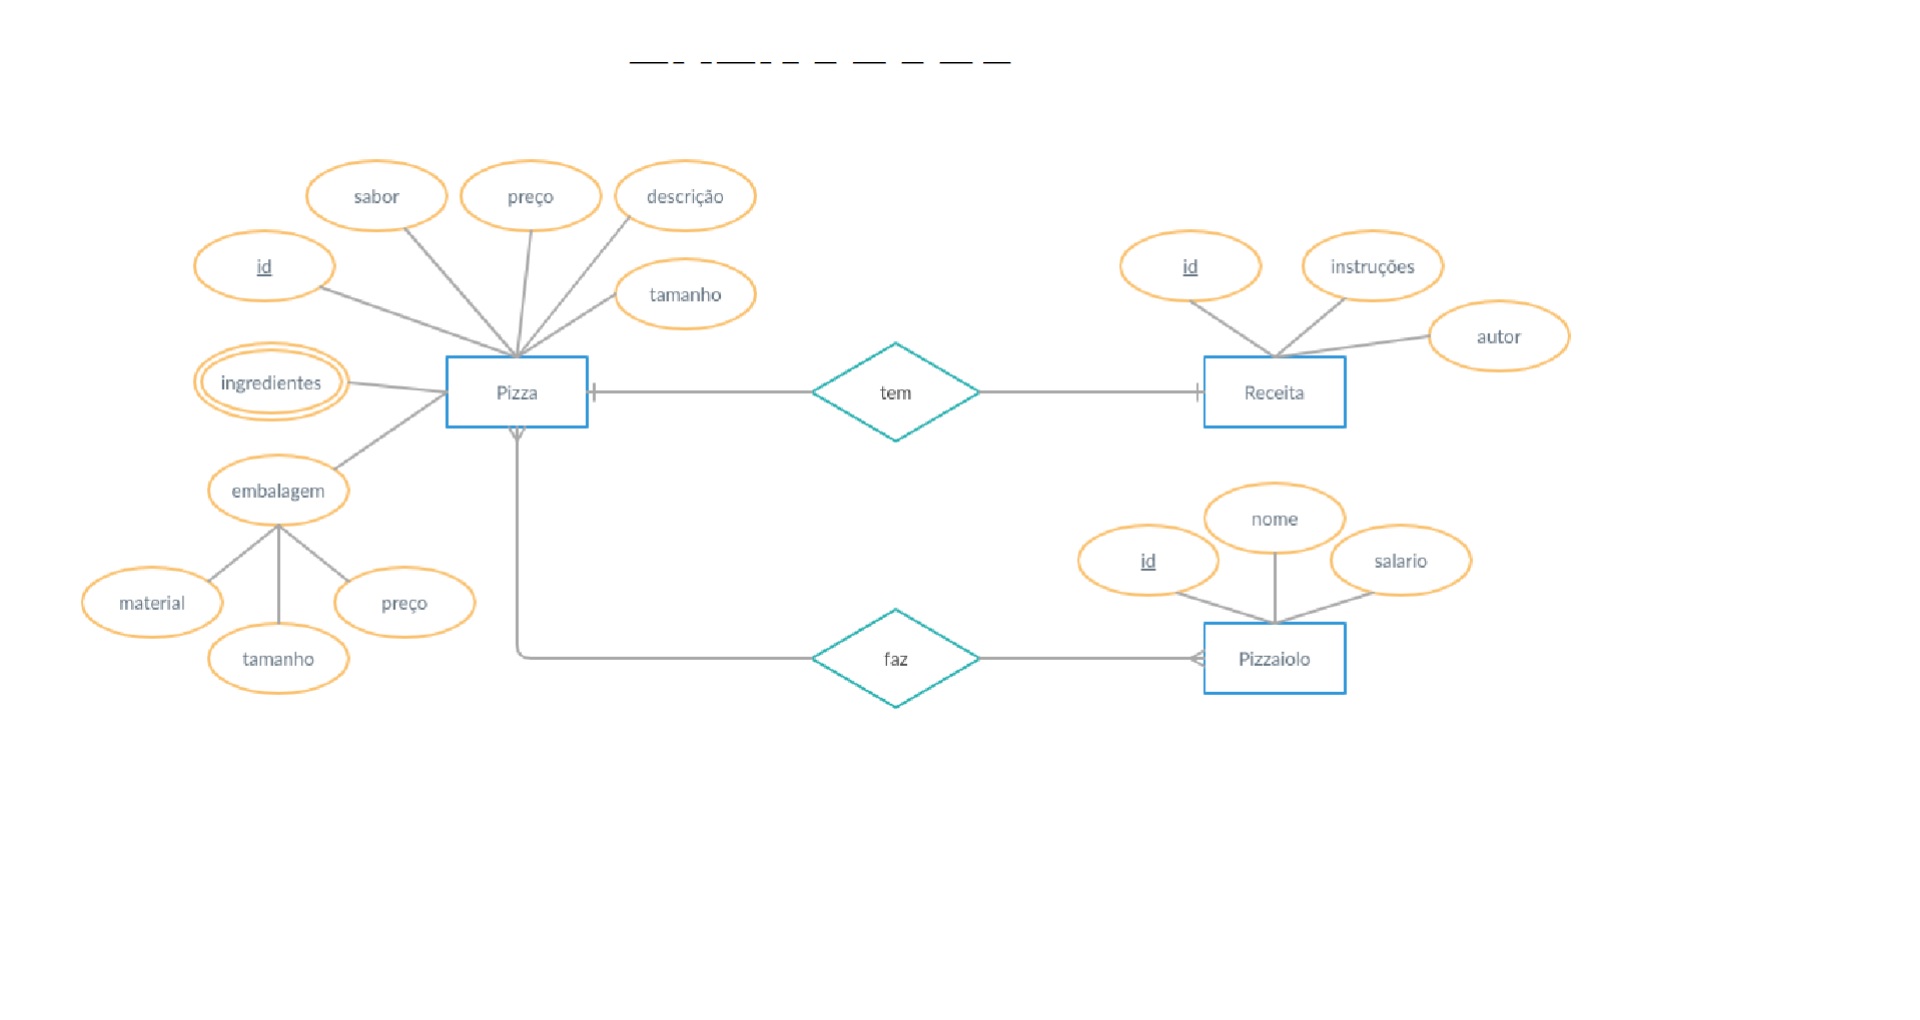 sabor preço descrição
id
tamanho
ingredientes
Pizza
embalagem
material
preço
tamanho
tem
faz
id
instruções
autor
Receita
nome
id
salario
Pizzaiolo